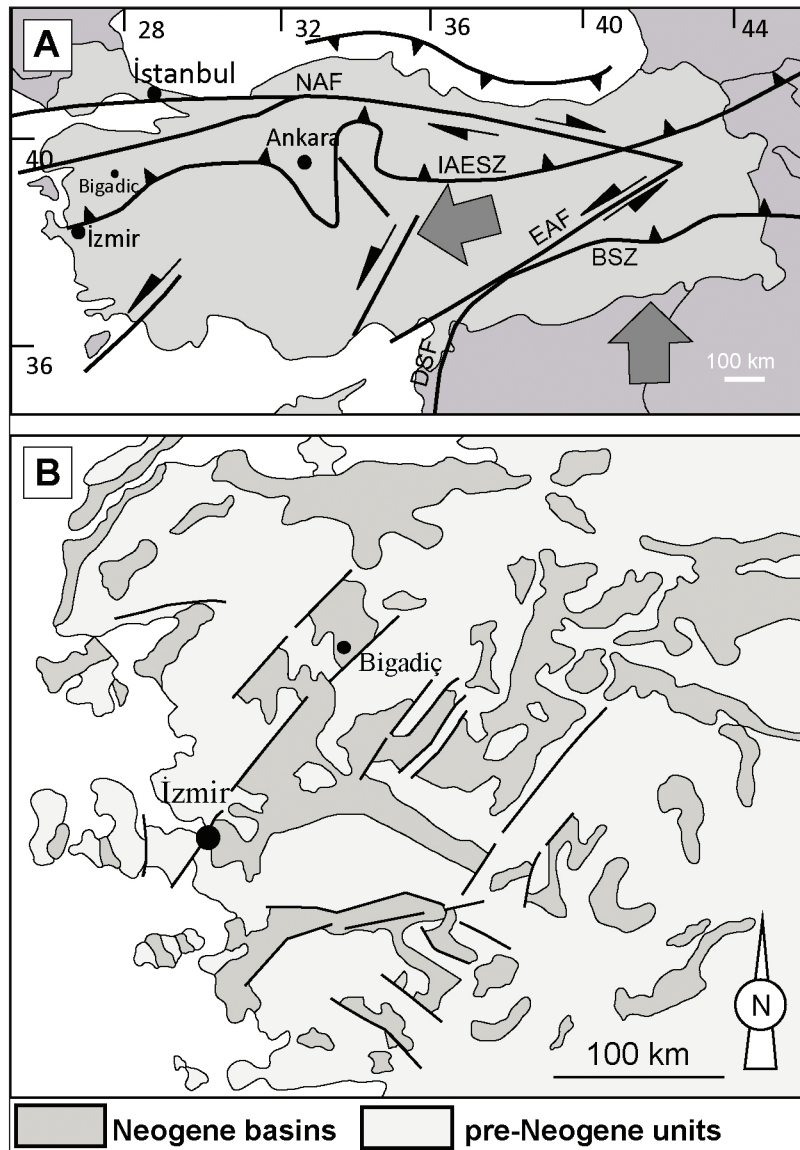 A
28
32
36
40
44
İstanbul
NAF
Ankara
40
IAESZ
Bigadiç
İzmir
EAF
BSZ
36
DSF
100 km
B
Bigadiç
İzmir
N
100 km
Neogene basins
pre-Neogene units